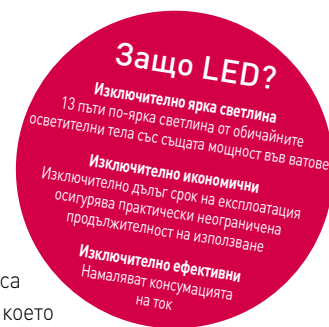 Защо LED?
Изключително ярка светлина
13 пъти по-ярка светлина от обичайните
осветителни тела със същата мощност във ватове
Изключително икономични
Изключително дълъг срок на експлоатация
осигурява практически неограничена
продължителност на използване
Изключително ефективни
Намаляват консумацията
на ток
са
което